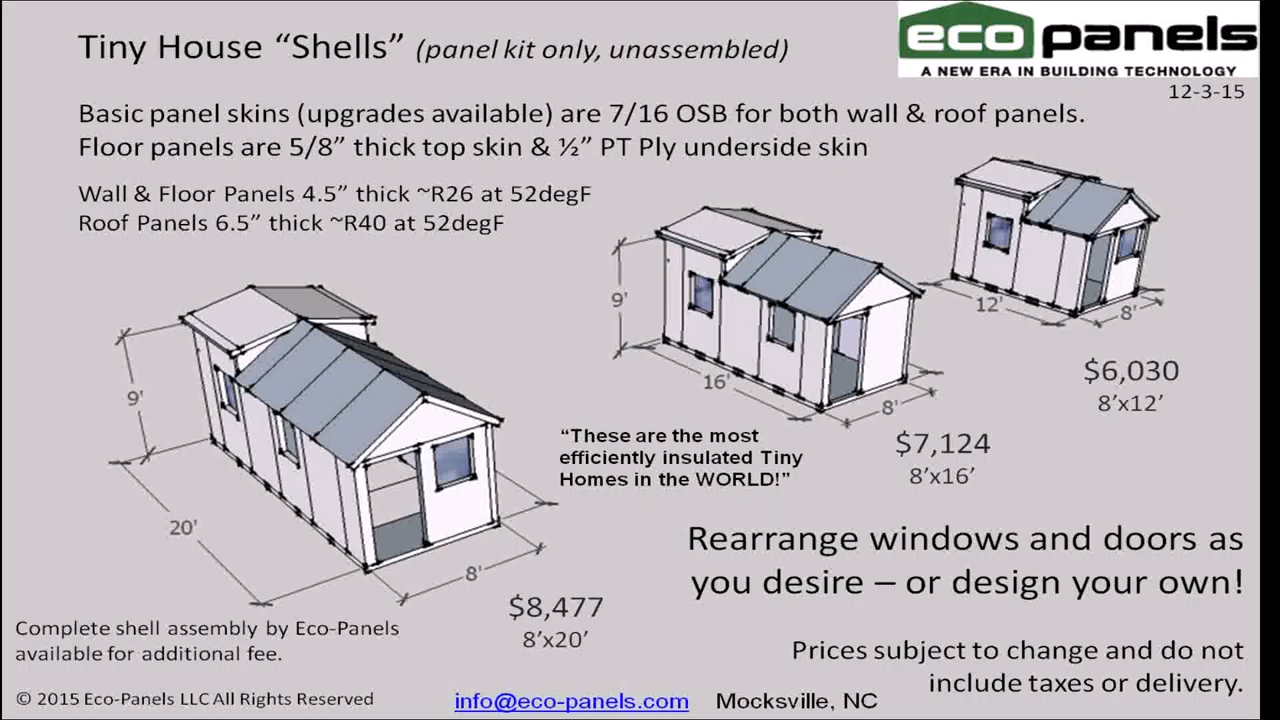 Tiny House “Shells” (panel kit only, unassembled)
eco panels
A NEW ERA IN BUILDING TECHNOLOGY
12-3-15
Basic panel skins (upgrades available) are 7/16 OSB for both wall & roof panels.
Floor panels are 5/8” thick top skin & ½” PT Ply underside skin
Wall & Floor Panels 4.5” thick ~R26 at 52degF
Roof Panels 6.5” thick ~R40 at 52degF
9'
20'
8'
$8,477
8’x20’
9'
16'
8'
$7,124
8’x16’
12'
8'
$6,030
8’x12’
“These are the most
efficiently insulated Tiny
Homes in the WORLD!”
Rearrange windows and doors as
you desire – or design your own!
Complete shell assembly by Eco-Panels
available for additional fee.
Prices subject to change and do not
include taxes or delivery.
© 2015 Eco-Panels LLC All Rights Reserved
info@eco-panels.com Mocksville, NC